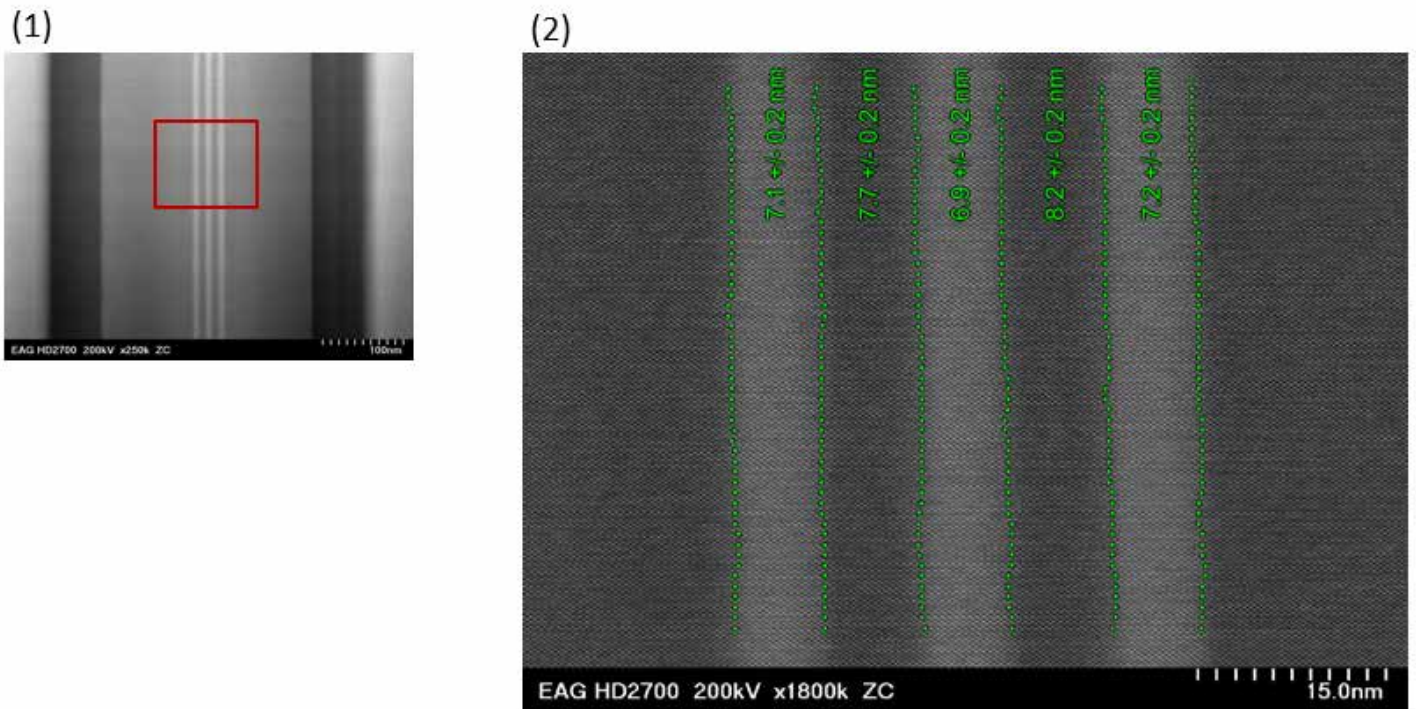 (1)
EAG HD2700 200kV x250k ZC
100nm
(2)
7.1 +/- 0.2 nm
7.7 +/- 0.2 nm
6.9 +/- 0.2 nm
8.2 +/- 0.2 nm
7.2 +/- 0.2 nm
EAG HD2700 200kV x1800k ZC
15.0nm